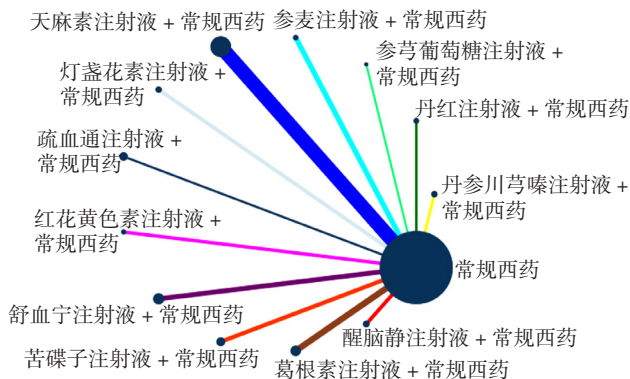 天麻素注射液 + 常规西药
参麦注射液 + 常规西药
参芎葡萄糖注射液 +
常规西药
灯盏花素注射液 +
常规西药
丹红注射液 + 常规西药
疏血通注射液 +
常规西药
丹参川芎嗪注射液 +
常规西药
红花黄色素注射液 +
常规西药
常规西药
舒血宁注射液 + 常规西药
醒脑静注射液 + 常规西药
苦碟子注射液 + 常规西药
葛根素注射液 + 常规西药